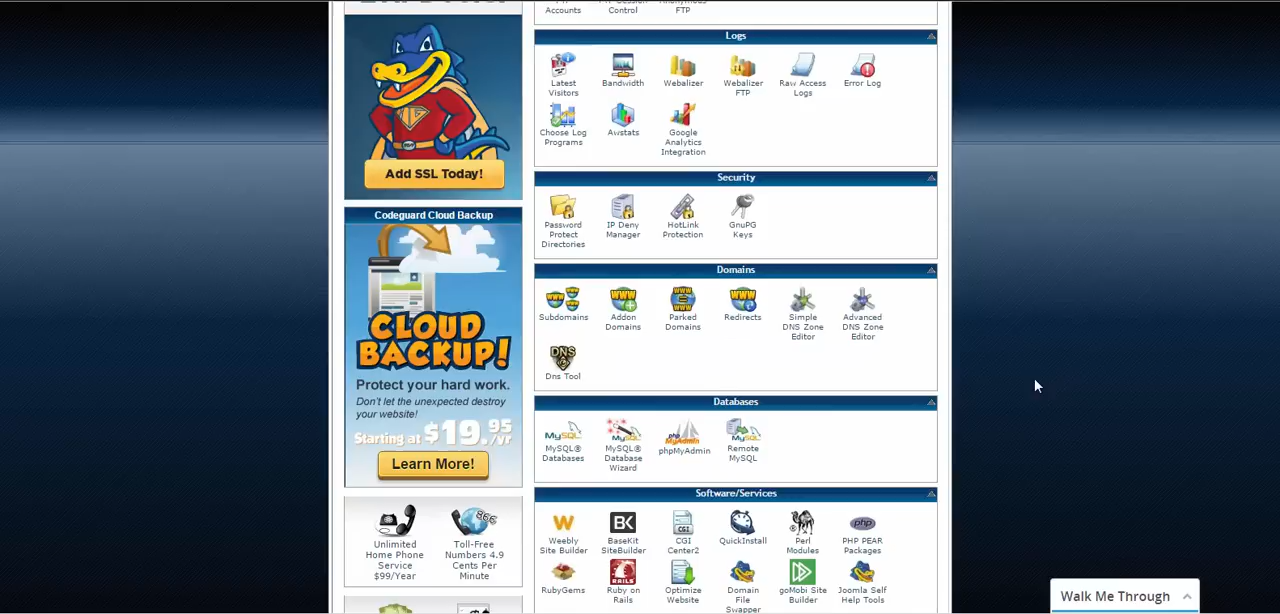 Accounts
Control
FTP
Logs
Latest
Visitors
Bandwidth
Webalizer
Webalizer
FTP
Raw Access
Logs
Error Log
Choose Log
Programs
Awstats
Google
Analytics
Integration
Add SSL Today!
Security
Password
Protect
Directories
IP Deny
Manager
HotLink
Protection
GnuPG
Keys
Codeguard Cloud Backup
CLOUD
BACKUP!
Protect your hard work.
Don't let the unexpected destroy
your website!
Starting at $19.95/yr
Learn More!
Domains
Subdomains
Addon
Domains
Parked
Domains
Redirects
Simple
DNS Zone
Editor
Advanced
DNS Zone
Editor
DNS
Dns Tool
Databases
MySQL®
Databases
MySQL®
Database
Wizard
phpMyAdmin
Remote
MySQL
Unlimited
Home Phone
Service
$99/Year
866
Toll-Free
Numbers 4.9
Cents Per
Minute
Software/Services
Weebly
Site Builder
BK
BaseKit
SiteBuilder
CGI
CGI
Center2
QuickInstall
Perl
Modules
php
PHP PEAR
Packages
RubyGems
RAILS
Ruby on
Rails
Optimize
Website
Domain
File
Swapper
goMobi Site
Builder
Joomla Self
Help Tools
Walk Me Through